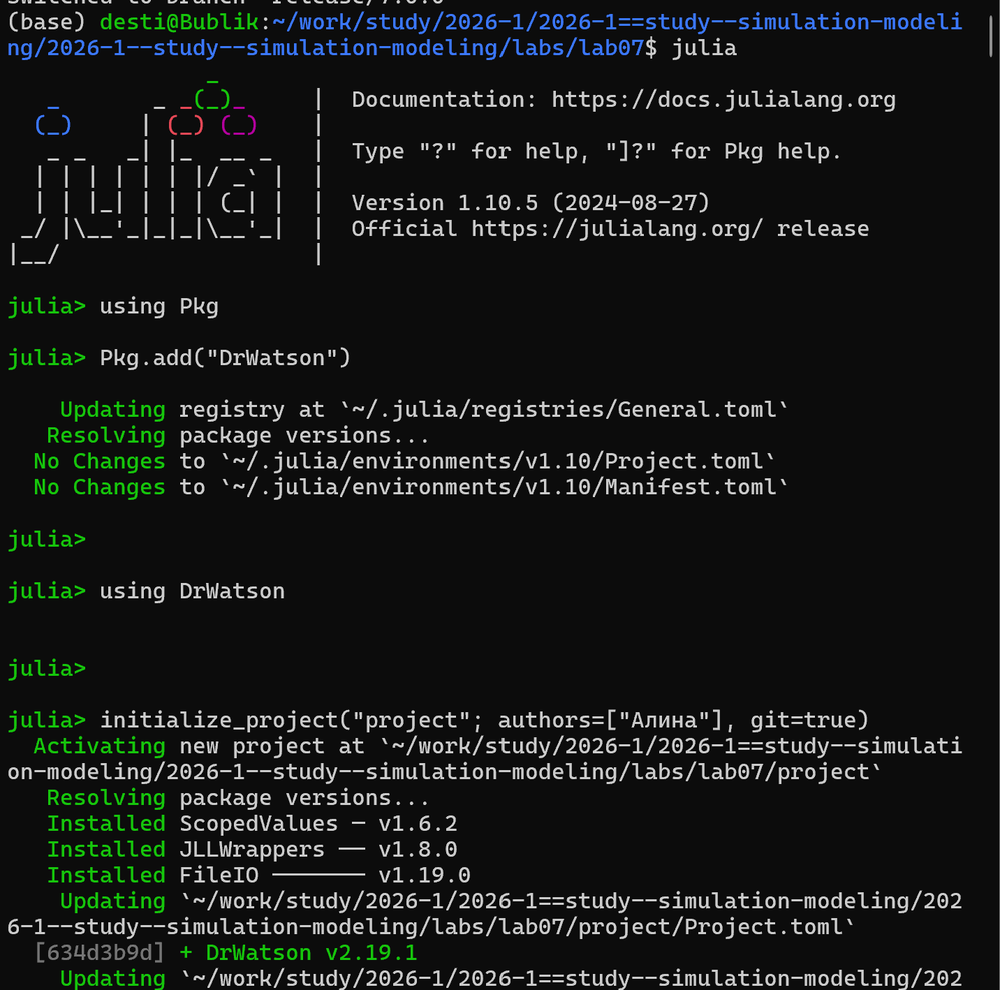 Switched to branch 'release/7.0.0'
(base) desti@Bublik:~/work/study/2026-1/2026-1==study--simulation-modeli
ng/2026-1--study--simulation-modeling/labs/lab07$ julia
               _
   _       _ _(_)_     |  Documentation: https://docs.julialang.org
  (_)     | (_) (_)    |
   _ _   _| |_  __ _   |  Type "?" for help, "]?" for Pkg help.
  | | | | | | |/ _` |  |
  | | |_| | | | (_| |  |  Version 1.10.5 (2024-08-27)
 _/ |\__'_|_|_|\__'_|  |  Official https://julialang.org/ release
|__/                   |
julia> using Pkg
julia> Pkg.add("DrWatson")
    Updating registry at `~/.julia/registries/General.toml`
   Resolving package versions...
  No Changes to `~/.julia/environments/v1.10/Project.toml`
  No Changes to `~/.julia/environments/v1.10/Manifest.toml`
julia>
julia> using DrWatson
julia>
julia> initialize_project("project"; authors=["Алина"], git=true)
  Activating new project at `~/work/study/2026-1/2026-1==study--simulati
on-modeling/2026-1--study--simulation-modeling/labs/lab07/project`
   Resolving package versions...
   Installed ScopedValues ─ v1.6.2
   Installed JLLWrappers ── v1.8.0
   Installed FileIO ─────── v1.19.0
    Updating `~/work/study/2026-1/2026-1==study--simulation-modeling/202
6-1--study--simulation-modeling/labs/lab07/project/Project.toml`
  [634d3b9d] + DrWatson v2.19.1
    Updating `~/work/study/2026-1/2026-1==study--simulation-modeling/202